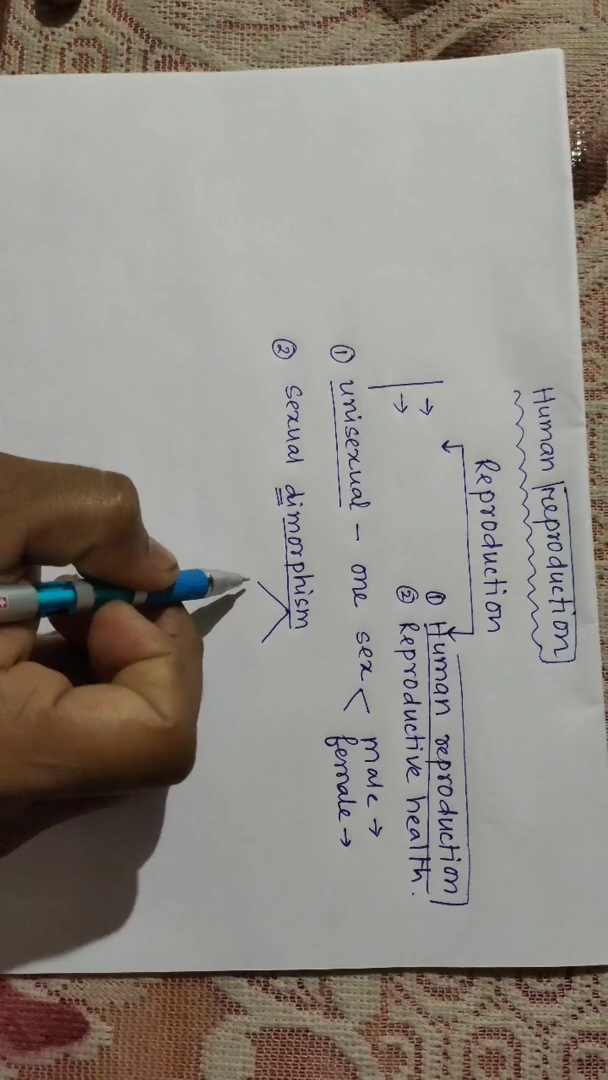 Human reproduction
Reproduction
① Human reproduction
② Reproductive health.
① unisexual - one sex < male →
female →
② sexual dimorphism